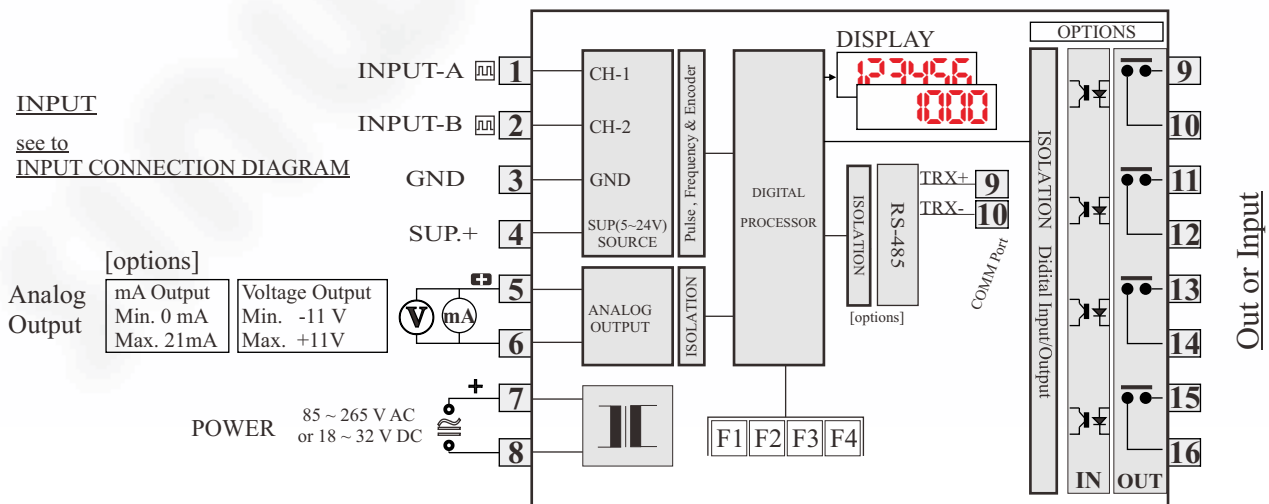 OPTIONS
DISPLAY
123456
1000
INPUT-A 1 CH-1
INPUT-B 2 CH-2
GND 3 GND
SUP.+ 4 SUP(5~24V)
SOURCE
INPUT
see to
INPUT CONNECTION DIAGRAM
Pulse , Frequency & Encoder
DIGITAL
PROCESSOR
ISOLATION
RS-485
[options]
TRX+ 9
TRX- 10
COMM Port
ISOLATION Didital Input/Output
9
10
11
12
13
14
15
16
IN OUT
Out or Input
[options]
Analog
Output
mA Output
Min. 0 mA
Max. 21mA
Voltage Output
Min. -11 V
Max. +11V
V mA
+
5
6
ANALOG
OUTPUT
ISOLATION
POWER
85 ~ 265 V AC
or 18 ~ 32 V DC
+
7
8
F1 F2 F3 F4